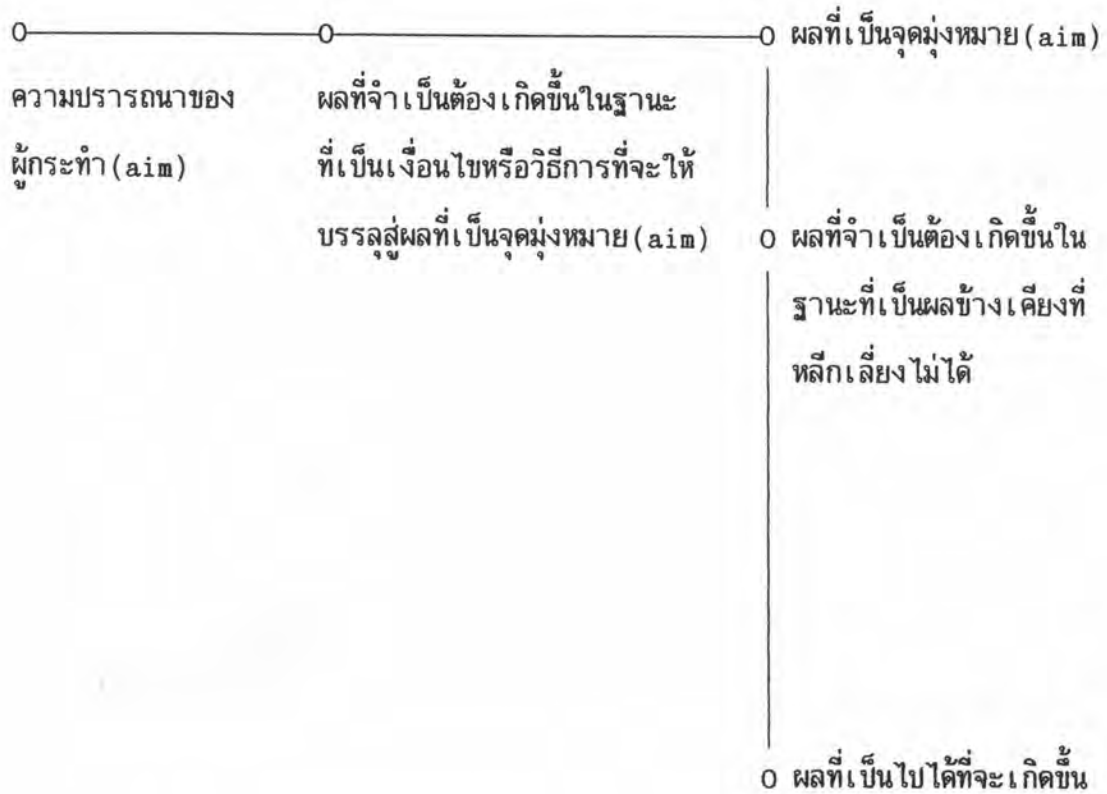 ผลที่เป็นจุดมุ่งหมาย(aim)
ความปรารถนาของ
ผู้กระทำ(aim)
ผลที่จำเป็นต้องเกิดขึ้นในฐานะ
ที่เป็นเงื่อนไขหรือวิธีการที่จะให้
บรรลุสู่ผลที่เป็นจุดมุ่งหมาย(aim)
ผลที่จำเป็นต้องเกิดขึ้นใน
ฐานะที่เป็นผลข้างเคียงที่
หลีกเลี่ยงไม่ได้
ผลที่เป็นไปได้ที่จะเกิดขึ้น